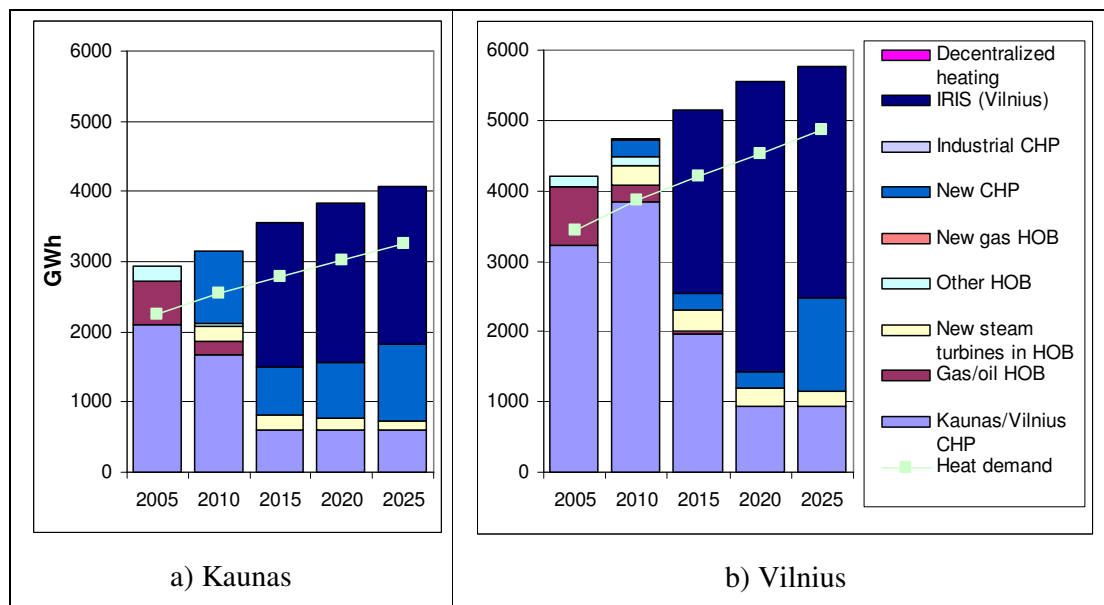 6000
5000
4000
3000
2000
1000
0
GWh
2005 2010 2015 2020 2025
a) Kaunas
6000
5000
4000
3000
2000
1000
0
2005 2010 2015 2020 2025
b) Vilnius
Decentralized
heating
IRIS (Vilnius)
Industrial CHP
New CHP
New gas HOB
Other HOB
New steam
turbines in HOB
Gas/oil HOB
Kaunas/Vilnius
CHP
Heat demand